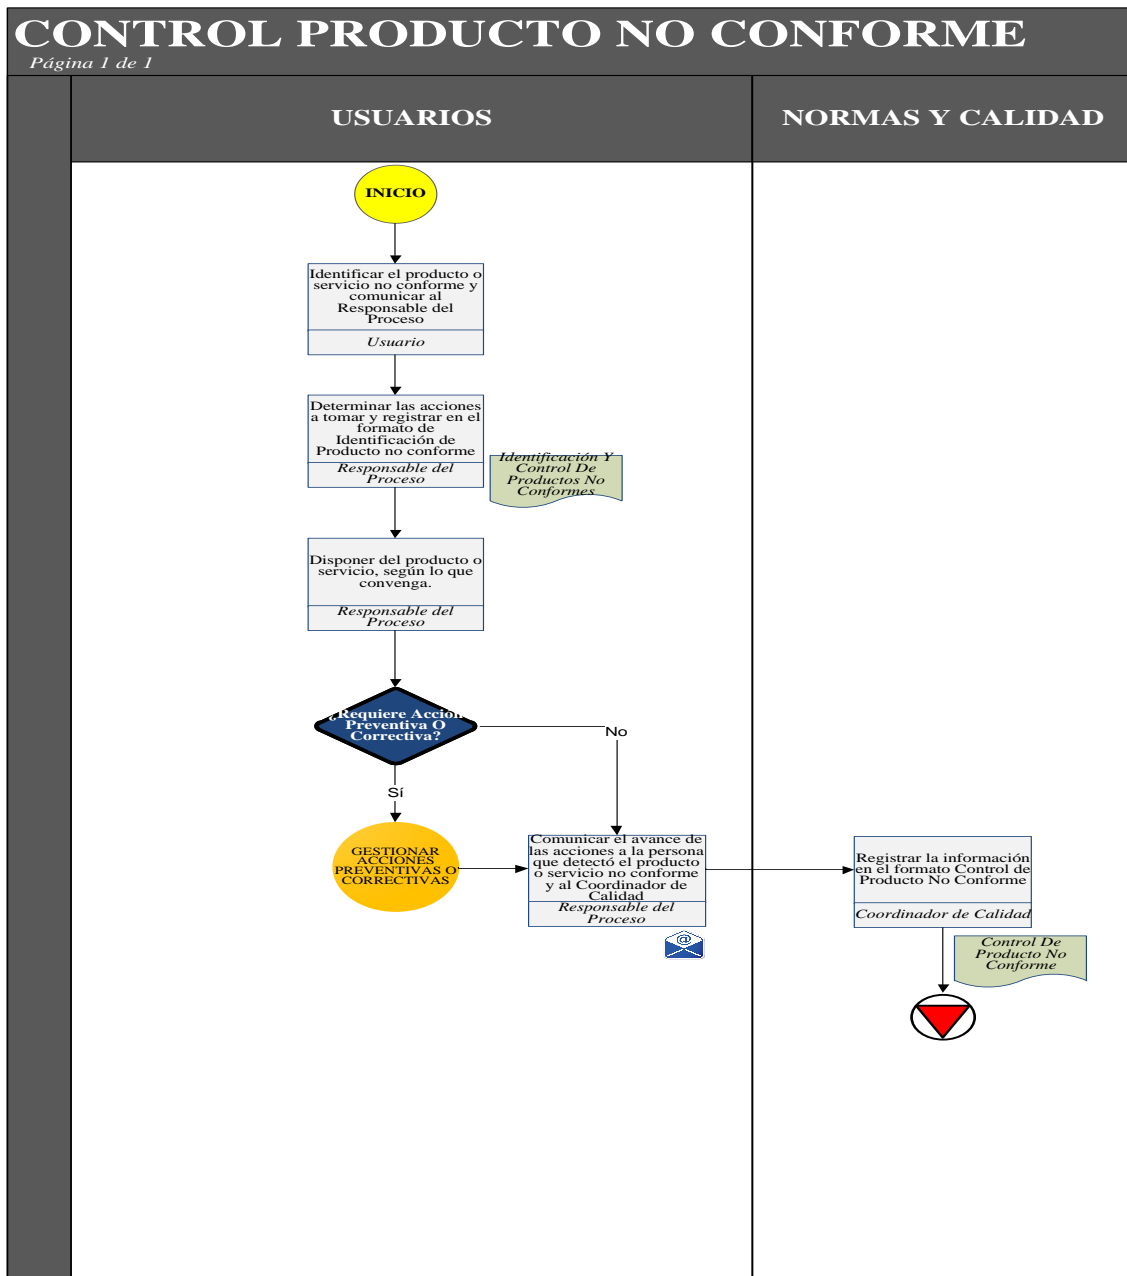 CONTROL PRODUCTO NO CONFORME
Página 1 de 1
USUARIOS
NORMAS Y CALIDAD
INICIO
Identificar el producto o
servicio no conforme y
comunicar al
Responsable del
Proceso
Usuario
Determinar las acciones
a tomar y registrar en el
formato de
Identificación de
Producto no conforme
Responsable del
Proceso
Identificación Y
Control De
Productos No
Conformes
Disponer del producto o
servicio, según lo que
convenga.
Responsable del
Proceso
¿Requiere Acción
Preventiva O
Correctiva?
No
Sí
GESTIONAR
ACCIONES
PREVENTIVAS O
CORRECTIVAS
Comunicar el avance de
las acciones a la persona
que detectó el producto
o servicio no conforme
y al Coordinador de
Calidad
Responsable del
Proceso
@
Registrar la información
en el formato Control de
Producto No Conforme
Coordinador de Calidad
Control De
Producto No
Conforme